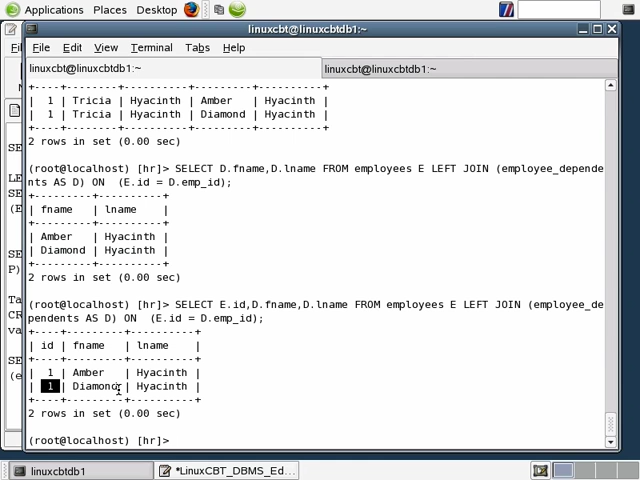 Applications Places Desktop
linuxcbt@linuxcbtdb1:~
File Edit View Terminal Tabs Help
linuxcbt@linuxcbtdb1:~ linuxcbt@linuxcbtdb1:~
+----+--------+----------+---------+----------+
| 1 | Tricia | Hyacinth | Amber | Hyacinth |
| 1 | Tricia | Hyacinth | Diamond | Hyacinth |
+----+--------+----------+---------+----------+
2 rows in set (0.00 sec)
(root@localhost) [hr]> SELECT D.fname,D.lname FROM employees E LEFT JOIN (employee_depende
nts AS D) ON (E.id = D.emp_id);
+---------+----------+
| fname | lname |
+---------+----------+
| Amber | Hyacinth |
| Diamond | Hyacinth |
+---------+----------+
2 rows in set (0.00 sec)
(root@localhost) [hr]> SELECT E.id,D.fname,D.lname FROM employees E LEFT JOIN (employee_de
pendents AS D) ON (E.id = D.emp_id);
+----+---------+----------+
| id | fname | lname |
+----+---------+----------+
| 1 | Amber | Hyacinth |
| 1 | Diamond | Hyacinth |
+----+---------+----------+
2 rows in set (0.00 sec)
(root@localhost) [hr]>
linuxcbtdb1 *LinuxCBT_DBMS_Ed...